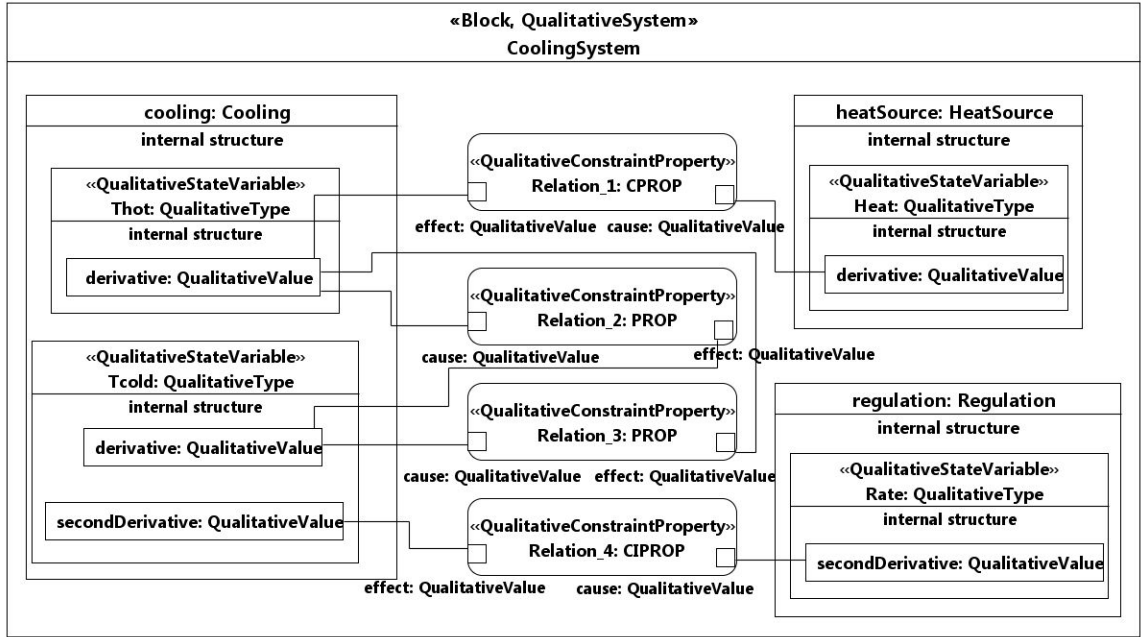 «Block, QualitativeSystem»
CoolingSystem
cooling: Cooling
internal structure
«QualitativeStateVariable»
Thot: QualitativeType
internal structure
derivative: QualitativeValue
«QualitativeStateVariable»
Tcold: QualitativeType
internal structure
derivative: QualitativeValue
secondDerivative: QualitativeValue
«QualitativeConstraintProperty»
Relation_1: CPROP
effect: QualitativeValue
cause: QualitativeValue
«QualitativeConstraintProperty»
Relation_2: PROP
cause: QualitativeValue
effect: QualitativeValue
«QualitativeConstraintProperty»
Relation_3: PROP
cause: QualitativeValue
effect: QualitativeValue
«QualitativeConstraintProperty»
Relation_4: CIPROP
effect: QualitativeValue
cause: QualitativeValue
heatSource: HeatSource
internal structure
«QualitativeStateVariable»
Heat: QualitativeType
internal structure
derivative: QualitativeValue
regulation: Regulation
internal structure
«QualitativeStateVariable»
Rate: QualitativeType
internal structure
secondDerivative: QualitativeValue